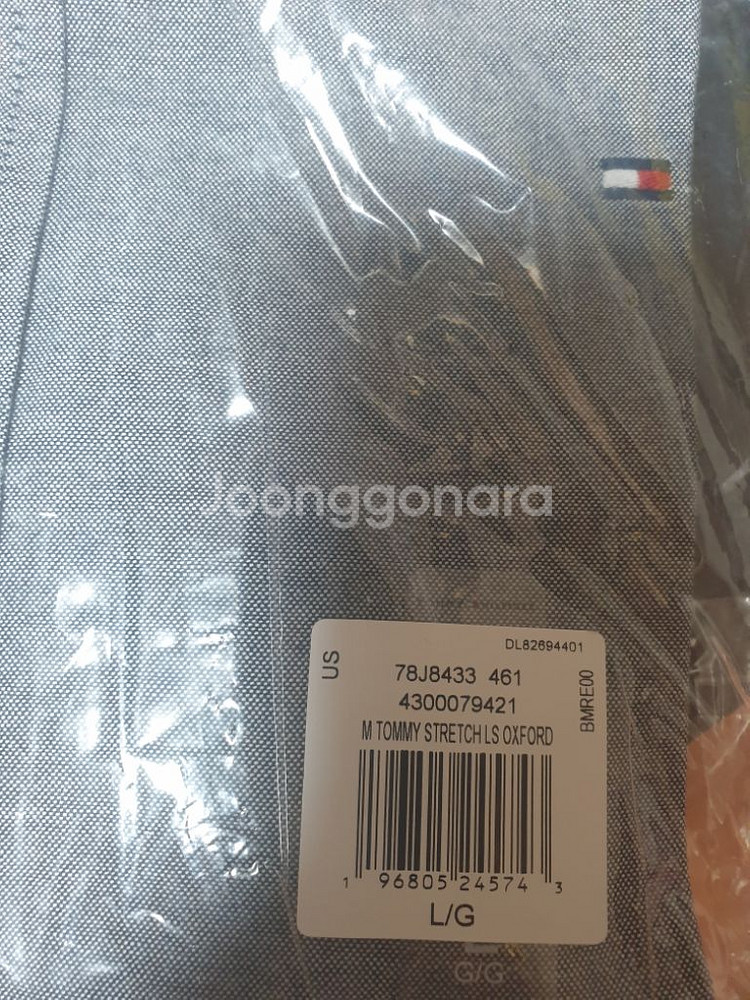 Joonggonara
DL82694401
US
78J8433 461
4300079421
BMRE00
M TOMMY STRETCH LS OXFORD
1 96805 24574 3
L/G
G/G